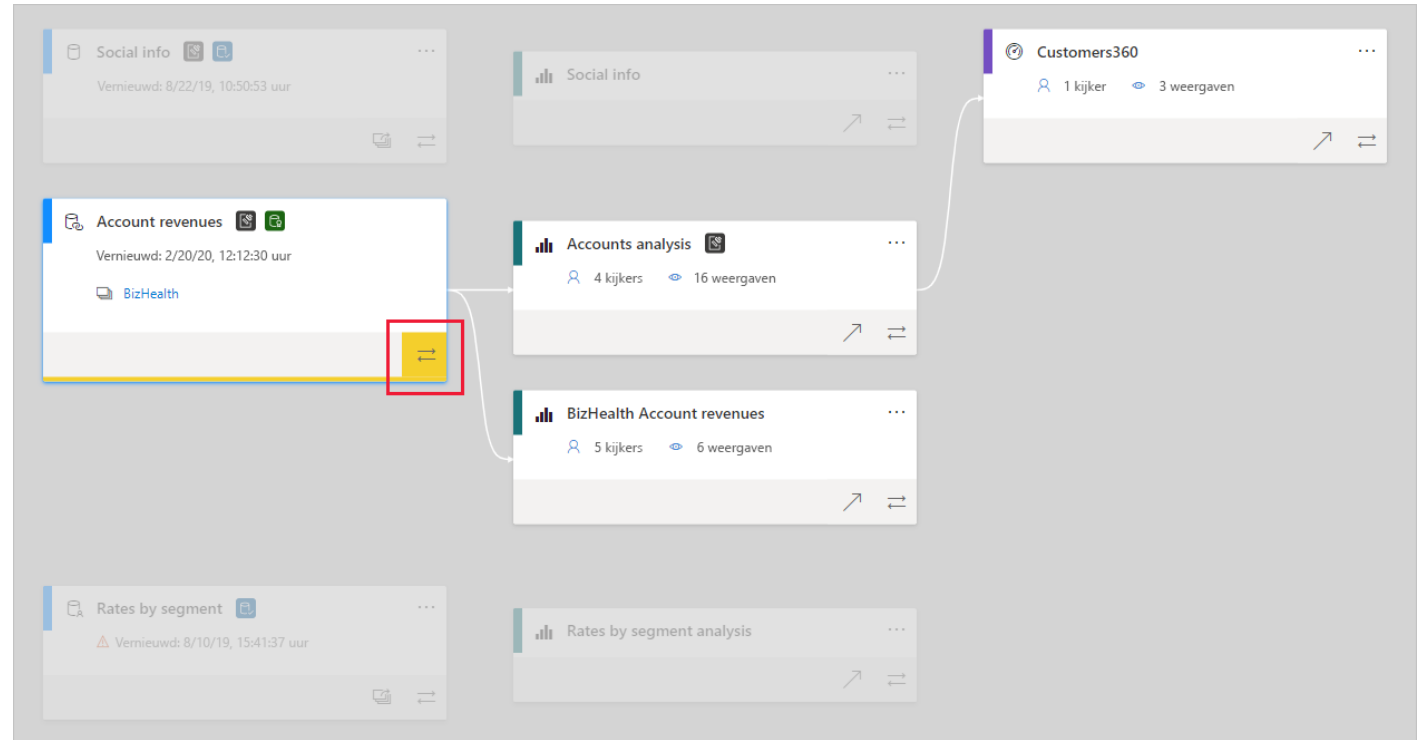 Social info
Vernieuwd: 8/22/19, 10:50:53 uur
Social info
Customers360
1 kijker 3 weergaven
Account revenues
Vernieuwd: 2/20/20, 12:12:30 uur
BizHealth
Accounts analysis
4 kijkers 16 weergaven
BizHealth Account revenues
5 kijkers 6 weergaven
Rates by segment
Vernieuwd: 8/10/19, 15:41:37 uur
Rates by segment analysis